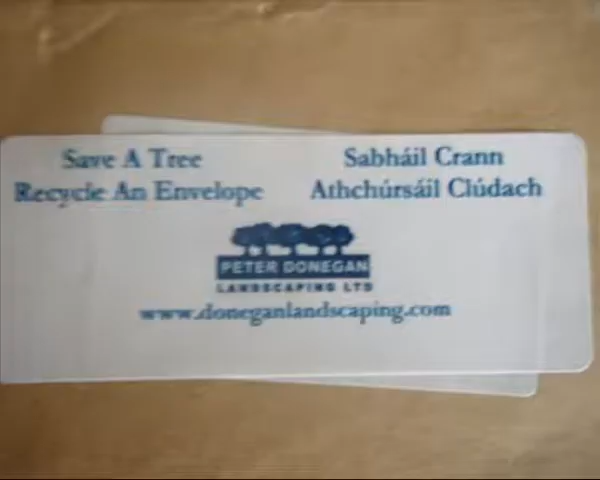 Save A Tree
Recycle An Envelope
Sabháil Crann
Athchúrsáil Clúdach
PETER DONEGAN
LANDSCAPING LTD
www.doneganlandscaping.com